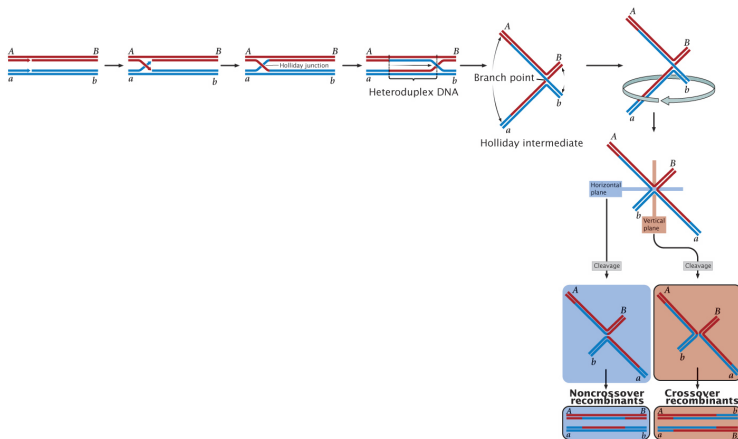 A B
a b
A B
a b
A B
Holliday junction
a b
A B
a b
Heteroduplex DNA
A
B
Branch point
b
a
Holliday intermediate
A
B
b
a
A
B
Horizontal
plane
b
Vertical
plane
a
Cleavage
Cleavage
A
B
b
a
A
B
b
a
Noncrossover
recombinants
Crossover
recombinants
A B
a b
A b
a B